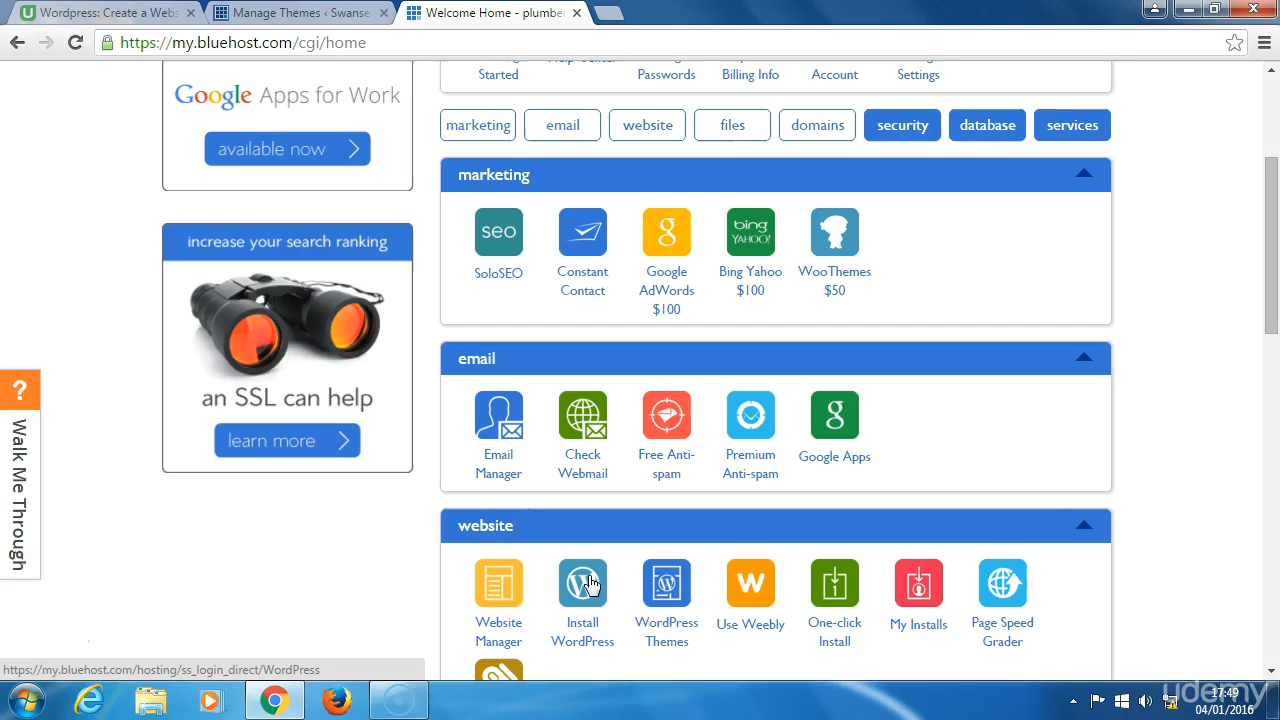 Wordpress: Create a Webs
Manage Themes ‹ Swanse
Welcome Home - plumbe
https://my.bluehost.com/cgi/home
Google Apps for Work
available now
increase your search ranking
an SSL can help
learn more
?
Walk Me Through
Started
Passwords
Billing Info
Account
Settings
marketing
email
website
files
domains
security
database
services
marketing
seo
g
bing
YAHOO!
SoloSEO
Constant
Contact
Google
AdWords
$100
Bing Yahoo
$100
WooThemes
$50
email
g
Email
Manager
Check
Webmail
Free Anti-
spam
Premium
Anti-spam
Google Apps
website
Website
Manager
Install
WordPress
WordPress
Themes
Use Weebly
One-click
Install
My Installs
Page Speed
Grader
https://my.bluehost.com/hosting/ss_login_direct/WordPress
udemy
17:49
04/01/2016